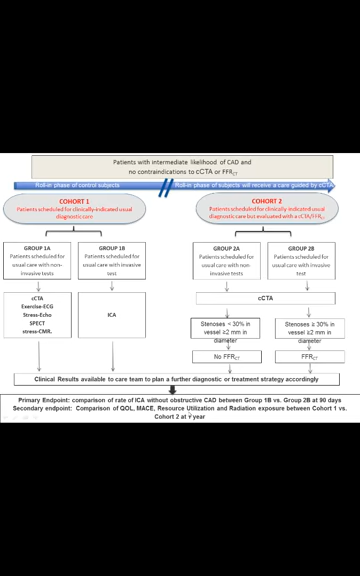 Patients with intermediate likelihood of CAD and
no contraindications to cCTA or FFRCT
Roll-in phase of control subjects
Roll-in phase of subjects will receive a care guided by cCTA
COHORT 1
Patients scheduled for clinically-indicated usual
diagnostic care
COHORT 2
Patients scheduled for clinically-indicated usual
diagnostic care but evaluated with a cCTA/FFRCT
GROUP 1A
Patients scheduled for
usual care with non-
invasive tests
GROUP 1B
Patients scheduled for
usual care with invasive
test
GROUP 2A
Patients scheduled for
usual care with non-
invasive tests
GROUP 2B
Patients scheduled for
usual care with invasive
test
cCTA
Exercise-ECG
Stress-Echo
SPECT
stress-CMR.
ICA
cCTA
Stenoses < 30% in
vessel ≥2 mm in
diameter
Stenoses ≥ 30% in
vessel ≥2 mm in
diameter
No FFRCT
FFRCT
Clinical Results available to care team to plan a further diagnostic or treatment strategy accordingly
Primary Endpoint: comparison of rate of ICA without obstructive CAD between Group 1B vs. Group 2B at 90 days
Secondary endpoint: Comparison of QOL, MACE, Resource Utilization and Radiation exposure between Cohort 1 vs.
Cohort 2 at year